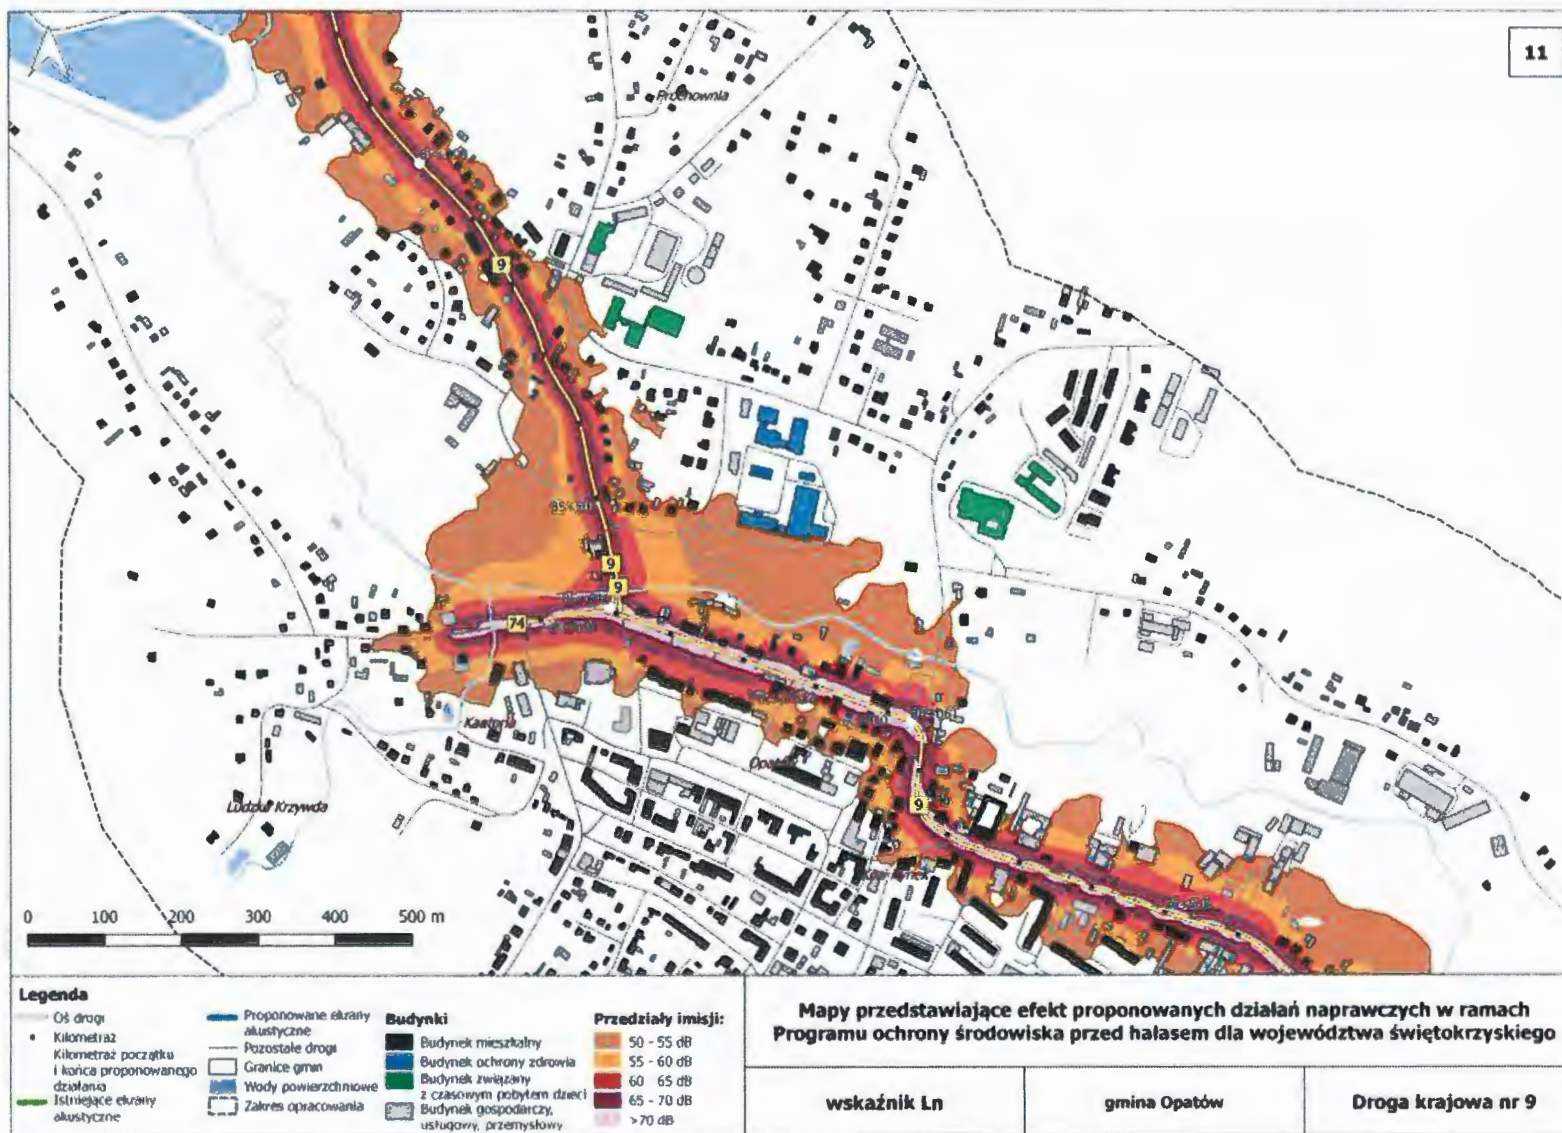 11
Prochownia
9
9
9
74
Kantoria
Opatów
Ludzka Krzywda
9
0 100 200 300 400 500 m
Legenda
Oś drogi
Kilometraż
Kilometraż początku
i końca proponowanego
działania
Istniejące ekrany
akustyczne
Proponowane ekrany
akustyczne
Pozostałe drogi
Granice gmin
Wody powierzchniowe
Zakres opracowania
Budynki
Budynek mieszkalny
Budynek ochrony zdrowia
Budynek związany
z czasowym pobytem dzieci
Budynek gospodarczy,
usługowy, przemysłowy
Przedziały imisji:
50 - 55 dB
55 - 60 dB
60 65 dB
65 - 70 dB
>70 dB
Mapy przedstawiające efekt proponowanych działań naprawczych w ramach
Programu ochrony środowiska przed hałasem dla województwa świętokrzyskiego
wskaźnik Ln
gmina Opatów
Droga krajowa nr 9